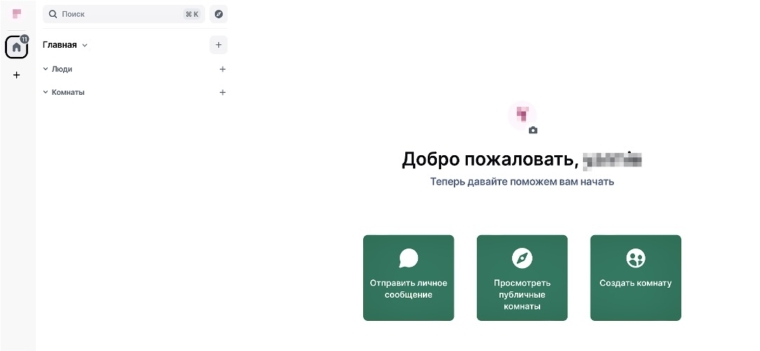 Поиск ⌘ K
Главная
11
Люди
Комнаты
Добро пожаловать,
Теперь давайте поможем вам начать
Отправить личное
сообщение
Просмотреть
публичные
комнаты
Создать комнату